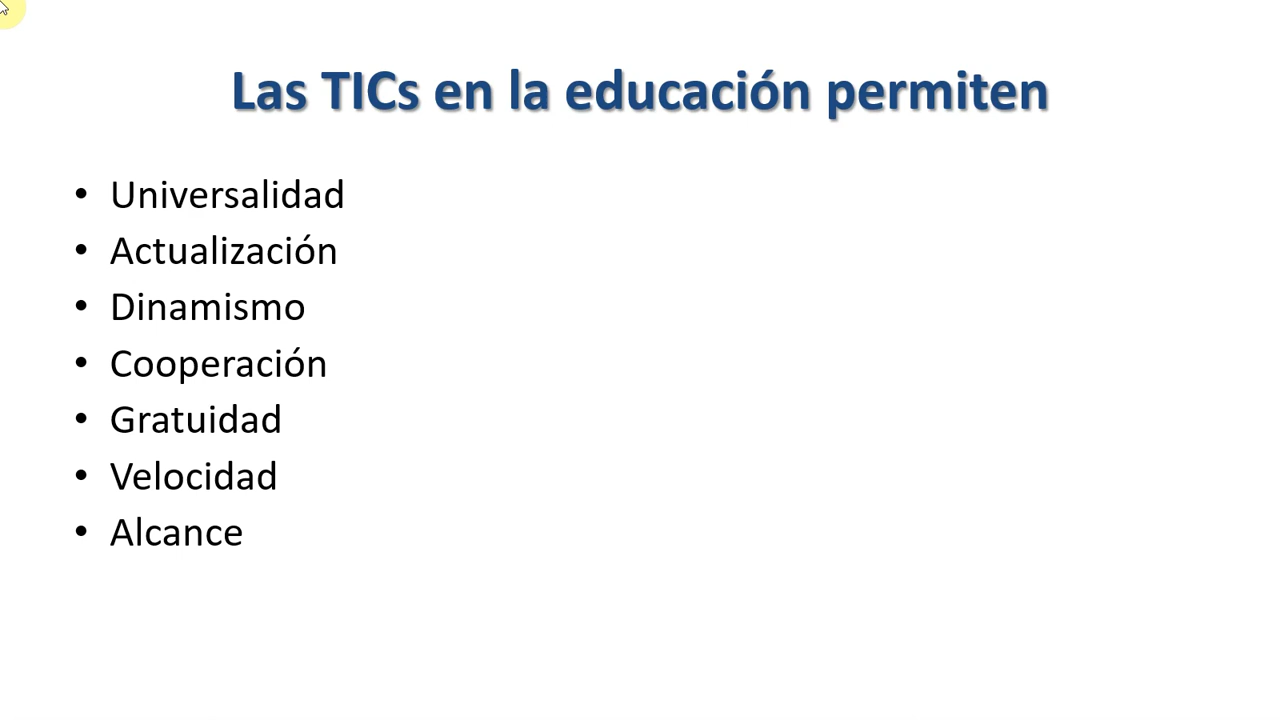 Las TICs en la educación permiten
• Universalidad
• Actualización
• Dinamismo
• Cooperación
• Gratuidad
• Velocidad
• Alcance